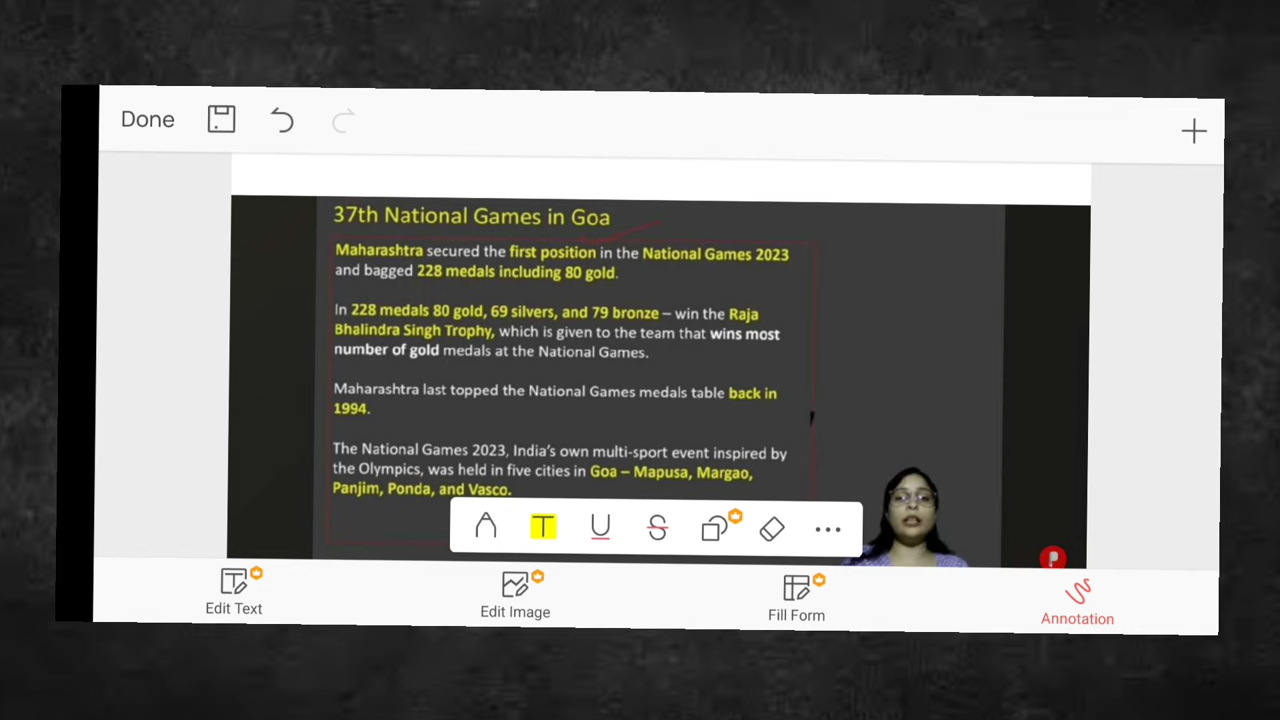 Done
37th National Games in Goa
Maharashtra secured the first position in the National Games 2023
and bagged 228 medals including 80 gold.
In 228 medals 80 gold, 69 silvers, and 79 bronze – win the Raja
Bhalindra Singh Trophy, which is given to the team that wins most
number of gold medals at the National Games.
Maharashtra last topped the National Games medals table back in
1994.
The National Games 2023, India's own multi-sport event inspired by
the Olympics, was held in five cities in Goa – Mapusa, Margao,
Panjim, Ponda, and Vasco.
T U S
Edit Text Edit Image Fill Form Annotation